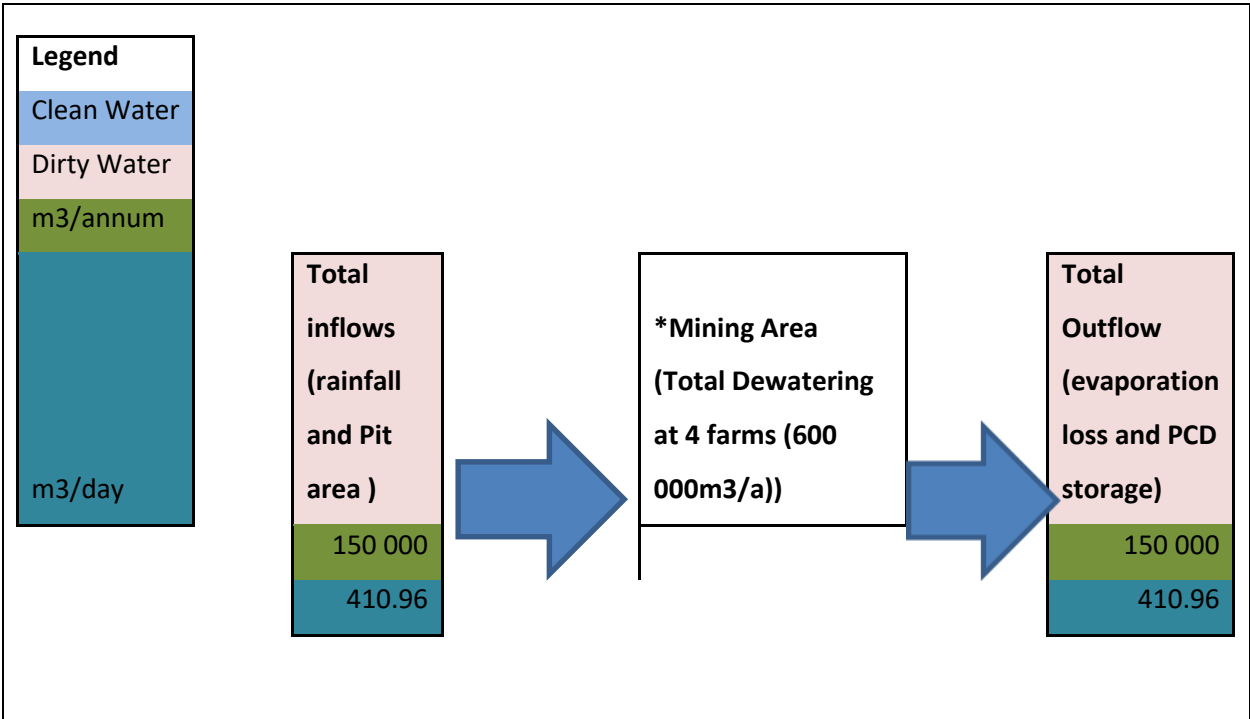 Legend
Clean Water
Dirty Water
m3/annum
m3/day
Total
inflows
(rainfall
and Pit
area )
150 000
410.96
*Mining Area
(Total Dewatering
at 4 farms (600
000m3/a))
Total
Outflow
(evaporation
loss and PCD
storage)
150 000
410.96